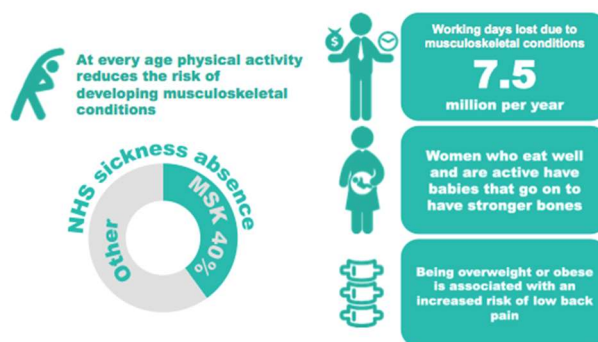 At every age physical activity
reduces the risk of
developing musculoskeletal
conditions
NHS sickness absence
MSK 40%
Other
$
Working days lost due to
musculoskeletal conditions
7.5
million per year
Women who eat well
and are active have
babies that go on to
have stronger bones
Being overweight or obese
is associated with an
increased risk of low back
pain